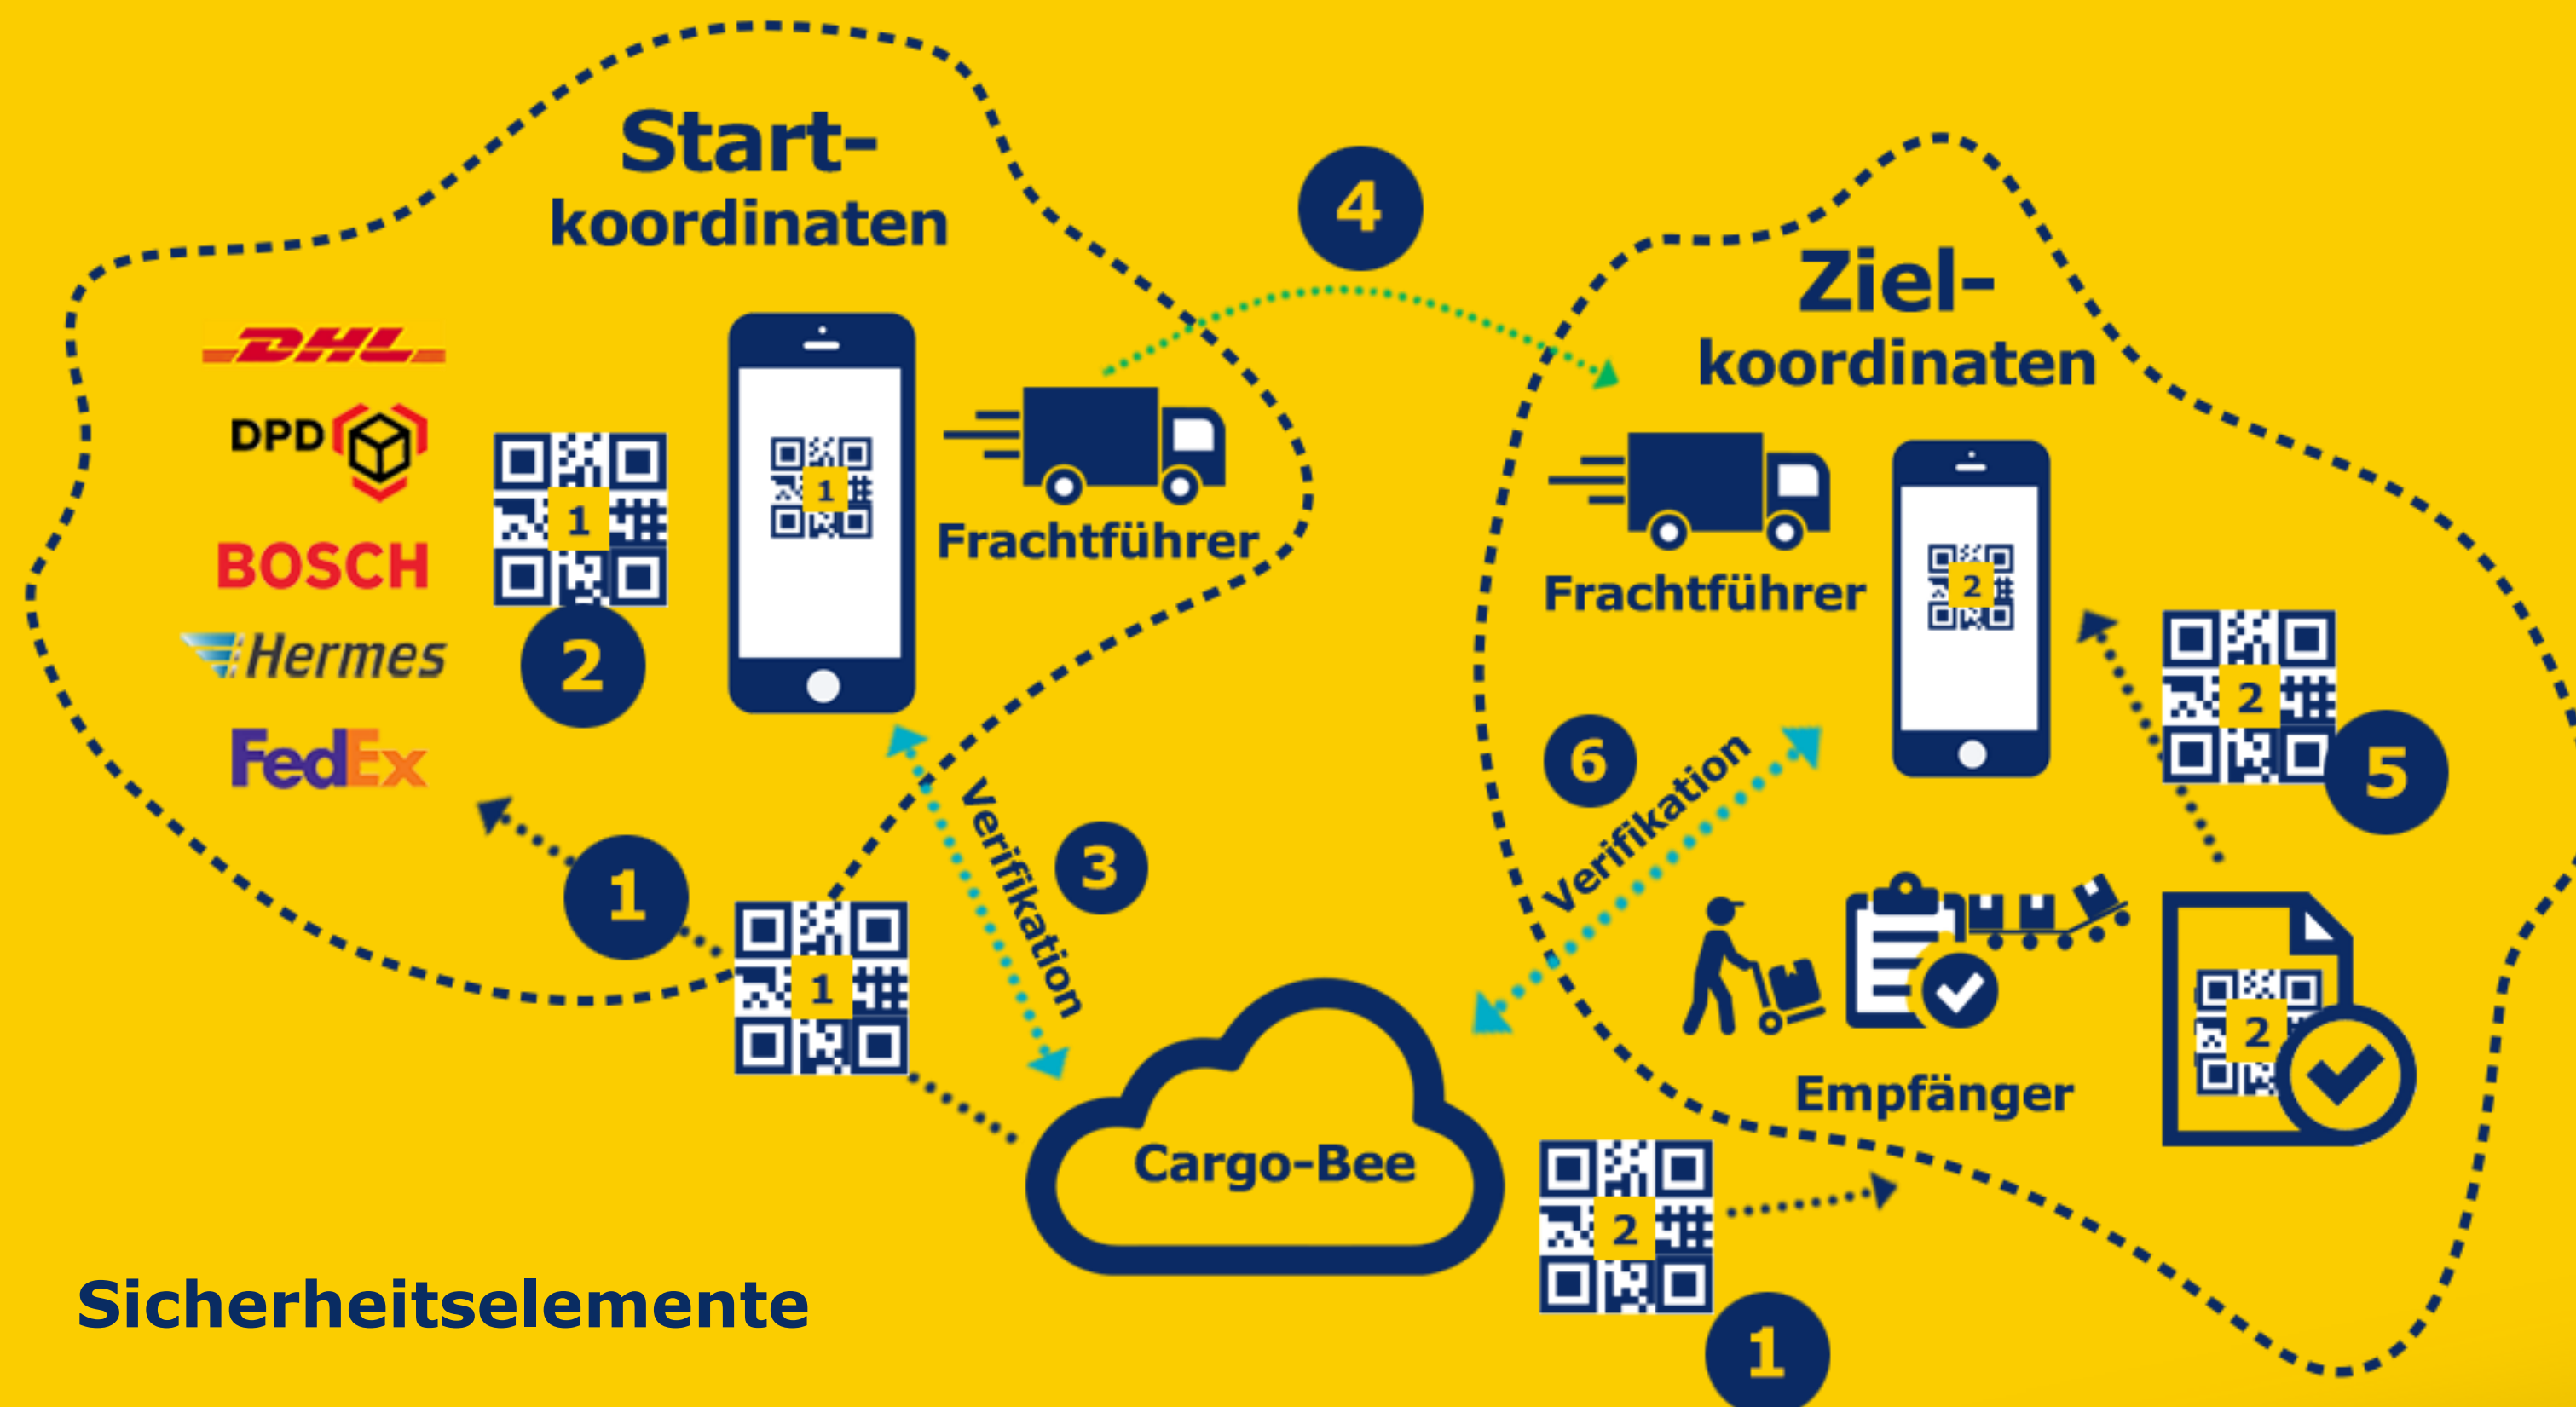 Start-
koordinaten
4
Ziel-
koordinaten
DHL
DPD
BOSCH
Hermes
FedEx
1
2
1
Frachtführer
Frachtführer
2
2
5
1
1
Verifikation
3
6
Verifikation
Empfänger
2
Cargo-Bee
2
1
Sicherheitselemente